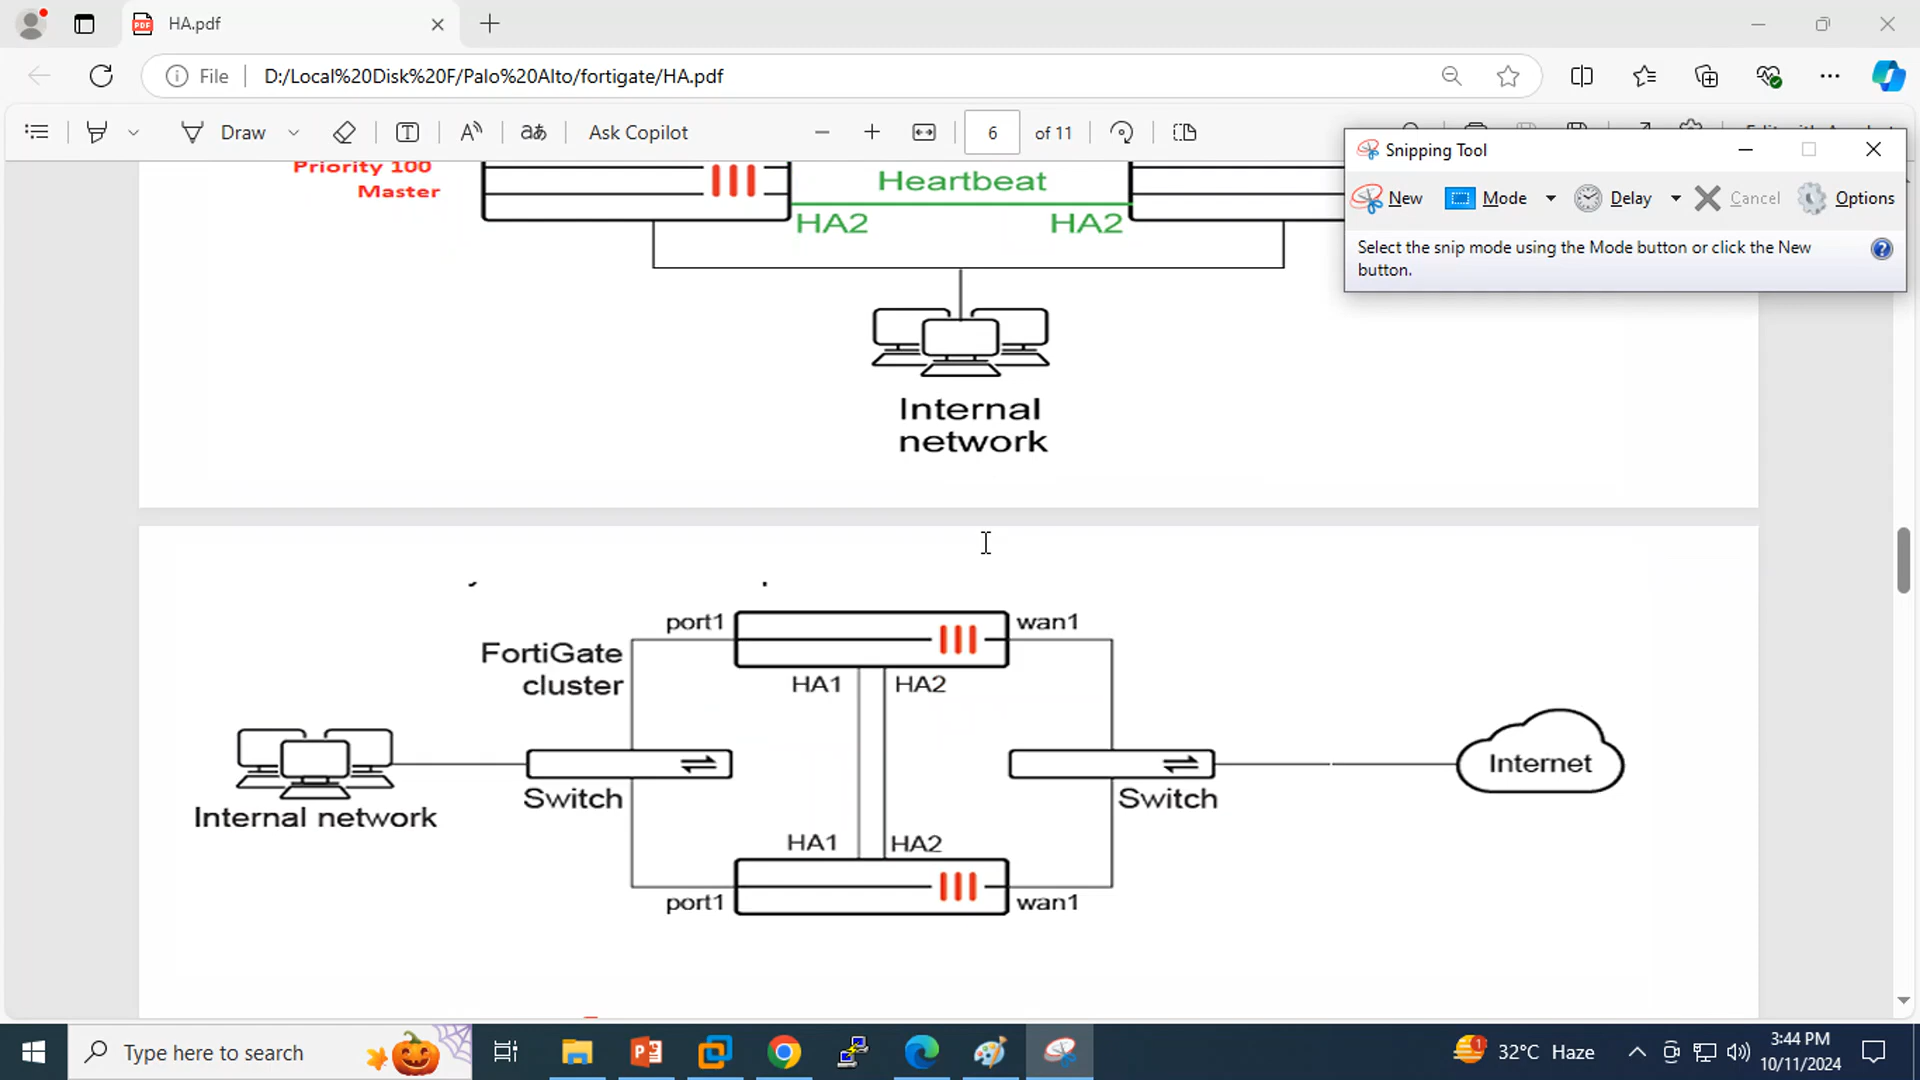 HA.pdf
File
D:/Local%20Disk%20F/Palo%20Alto/fortigate/HA.pdf
Draw
Ask Copilot
6
of 11
Snipping Tool
New
Mode
Delay
Cancel
Options
Select the snip mode using the Mode button or click the New
button.
Priority 100
Master
Heartbeat
HA2
HA2
Internal
network
port1
wan1
FortiGate
cluster
HA1
HA2
Internet
Switch
Switch
Internal network
HA1
HA2
port1
wan1
Type here to search
32°C Haze
3:44 PM
10/11/2024